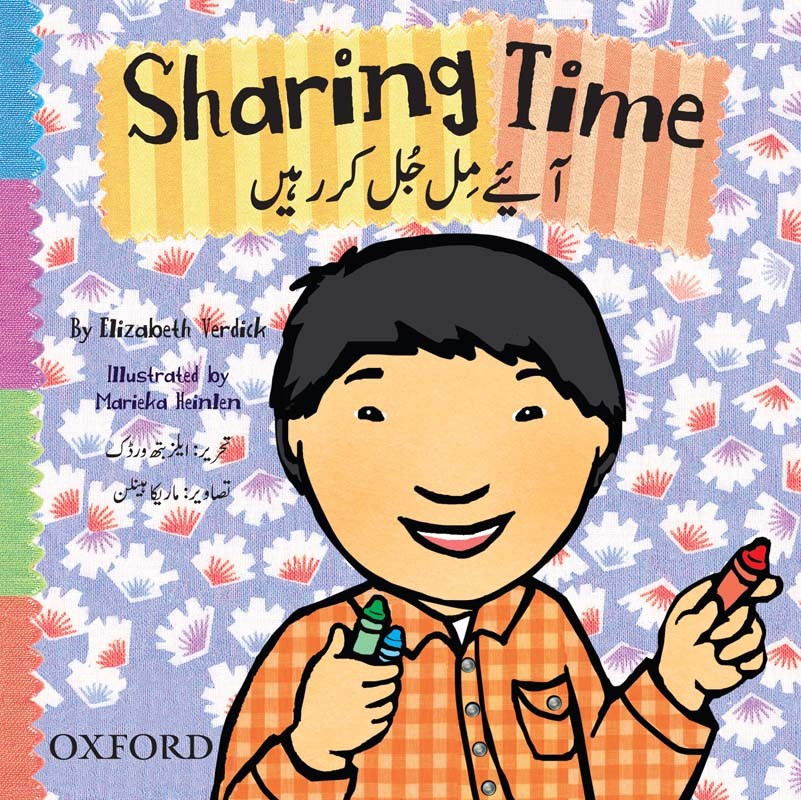 Sharing Time
آئیے مِل جُل کر رہیں
By Elizabeth Verdick
Illustrated by
Marieka Heinlen
تحریر: ایلزبتھ ورڈک
تصاویر: ماریکا ہینلن
OXFORD